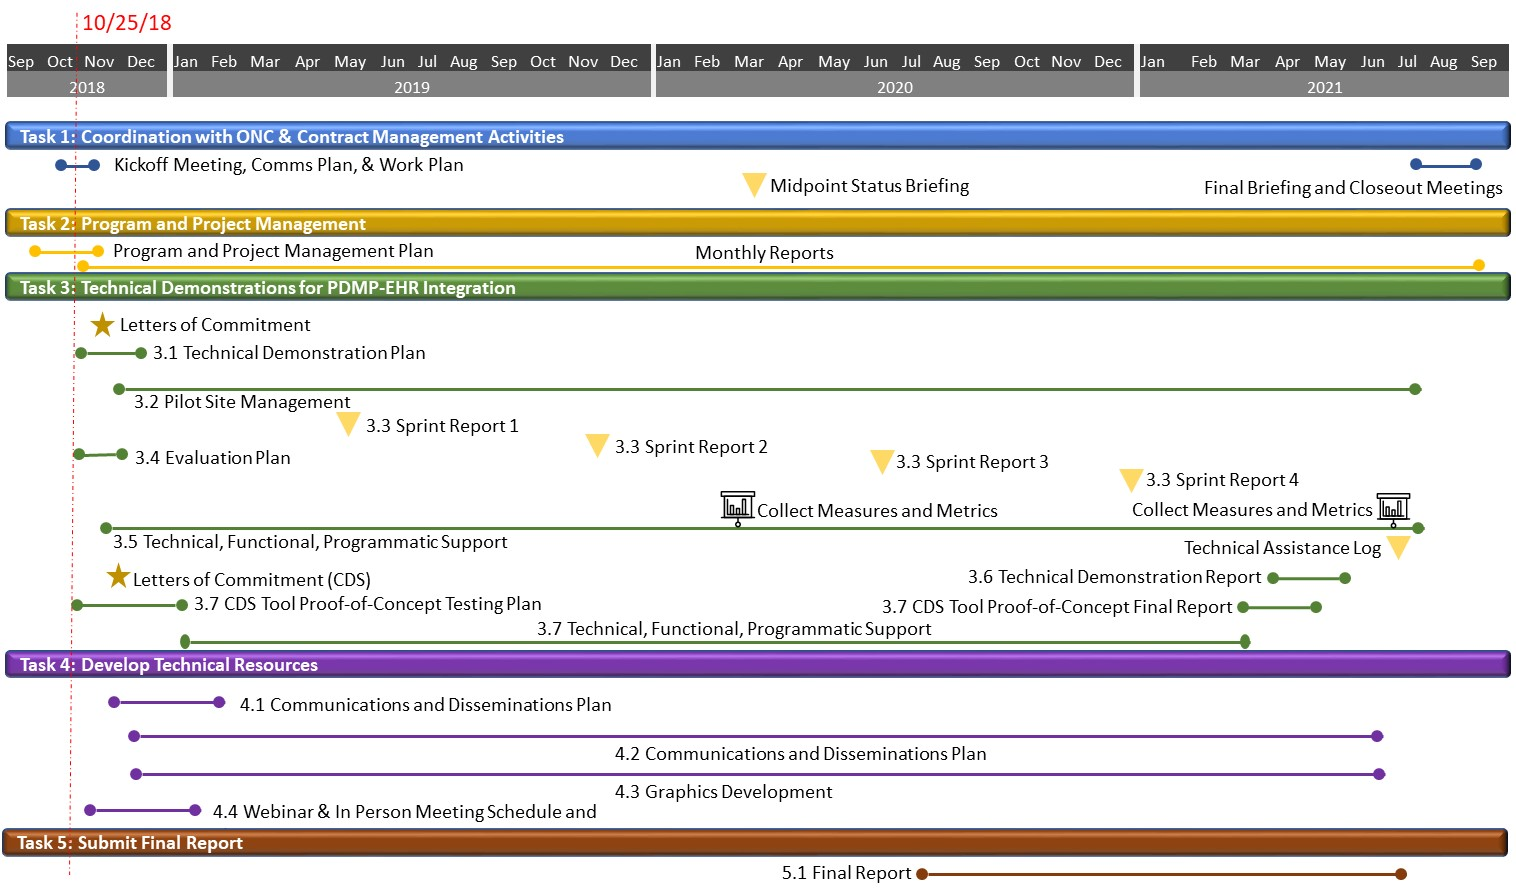 10/25/18
Sep Oct Nov Dec Jan Feb Mar Apr May Jun Jul Aug Sep Oct Nov Dec Jan Feb Mar Apr May Jun Jul Aug Sep Oct Nov Dec Jan Feb Mar Apr May Jun Jul Aug Sep
2018 2019 2020 2021
Task 1: Coordination with ONC & Contract Management Activities
Kickoff Meeting, Comms Plan, & Work Plan
Midpoint Status Briefing
Final Briefing and Closeout Meetings
Task 2: Program and Project Management
Program and Project Management Plan
Monthly Reports
Task 3: Technical Demonstrations for PDMP-EHR Integration
Letters of Commitment
3.1 Technical Demonstration Plan
3.2 Pilot Site Management
3.3 Sprint Report 1
3.3 Sprint Report 2
3.4 Evaluation Plan
3.3 Sprint Report 3
3.3 Sprint Report 4
Collect Measures and Metrics
Collect Measures and Metrics
3.5 Technical, Functional, Programmatic Support
Technical Assistance Log
Letters of Commitment (CDS)
3.6 Technical Demonstration Report
3.7 CDS Tool Proof-of-Concept Testing Plan
3.7 CDS Tool Proof-of-Concept Final Report
3.7 Technical, Functional, Programmatic Support
Task 4: Develop Technical Resources
4.1 Communications and Disseminations Plan
4.2 Communications and Disseminations Plan
4.3 Graphics Development
4.4 Webinar & In Person Meeting Schedule and
Task 5: Submit Final Report
5.1 Final Report